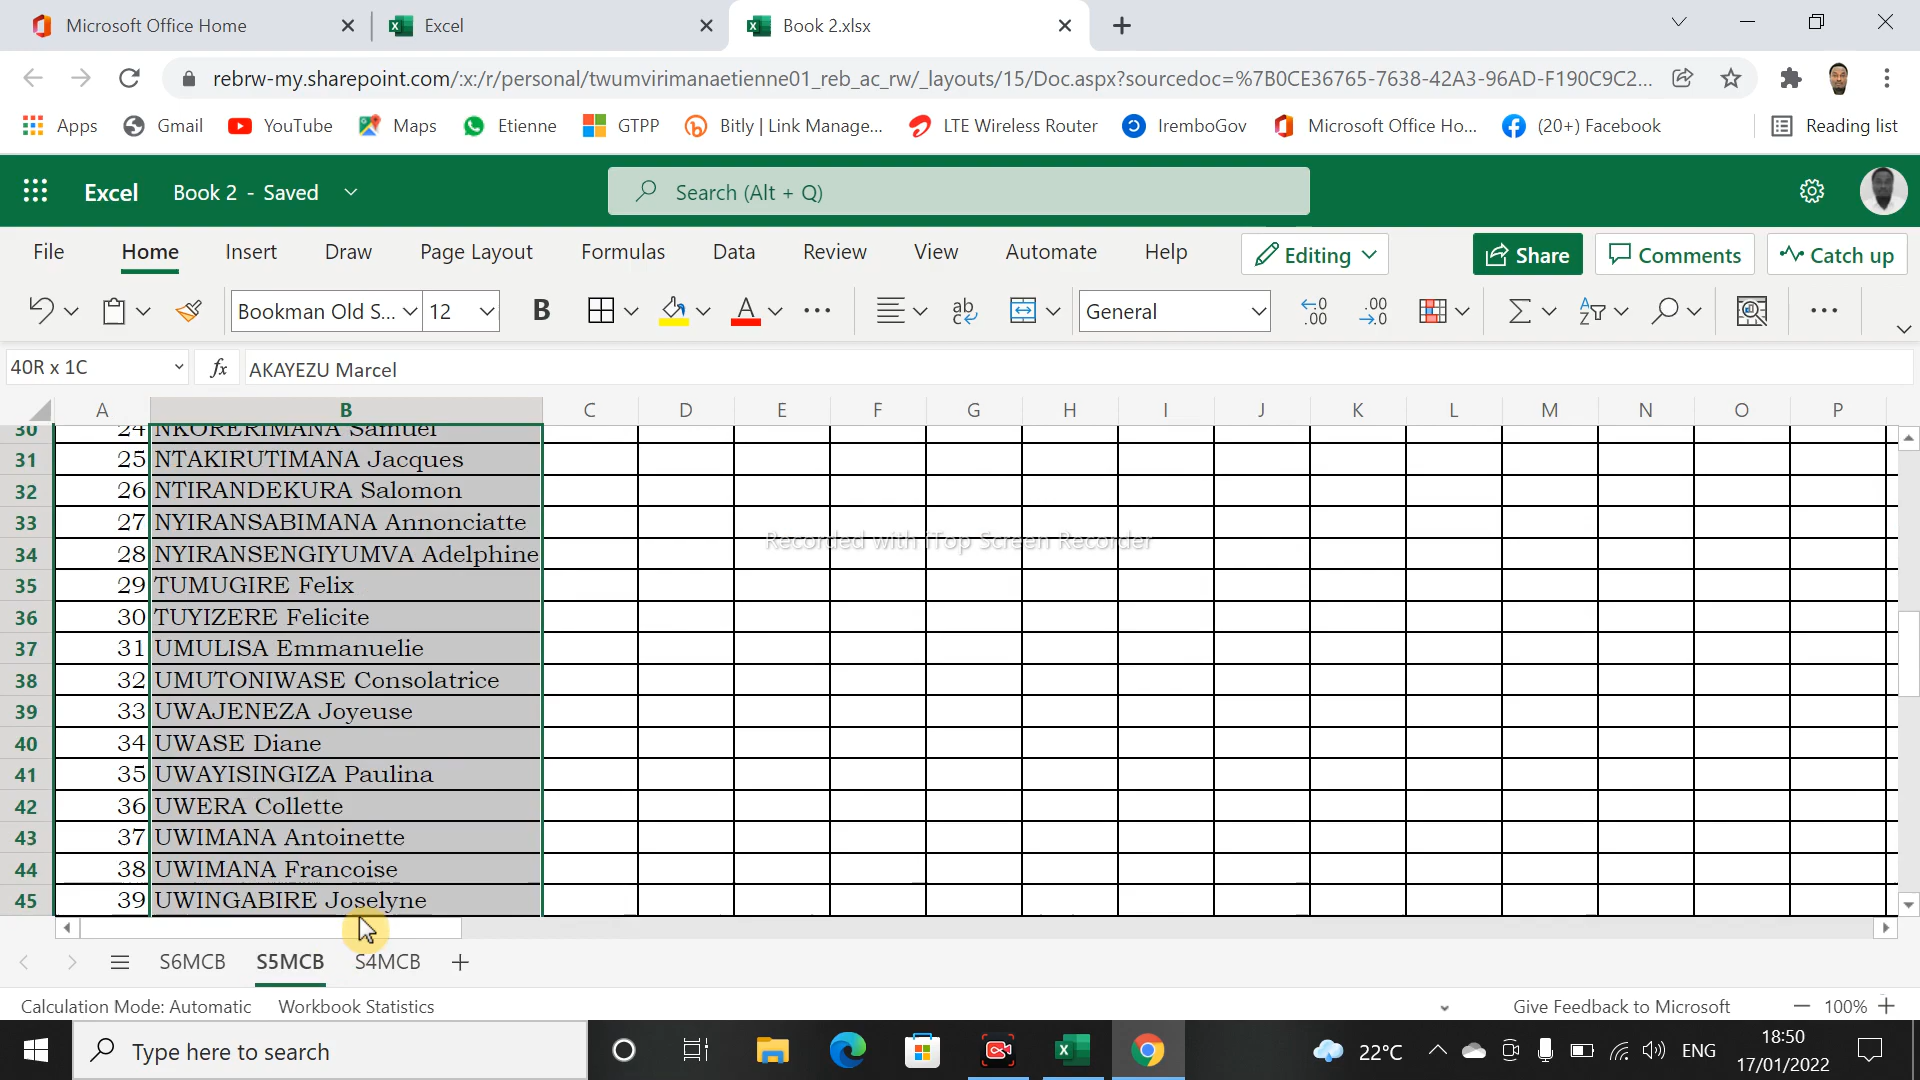 Microsoft Office Home
Excel
Book 2.xlsx
rebrw-my.sharepoint.com/:x:/r/personal/twumvirimanaetienne01_reb_ac_rw/_layouts/15/Doc.aspx?sourcedoc=%7B0CE36765-7638-42A3-96AD-F190C9C2...
Apps
Gmail
YouTube
Maps
Etienne
GTPP
Bitly | Link Manage...
LTE Wireless Router
IremboGov
Microsoft Office Ho...
(20+) Facebook
Reading list
Excel
Book 2 - Saved
Search (Alt + Q)
File Home Insert Draw Page Layout Formulas Data Review View Automate Help
Editing
Share
Comments
Catch up
Bookman Old S...
12
B
General
40R x 1C
fx
AKAYEZU Marcel
A B C D E F G H I J K L M N O P
30 24 NKORERIMANA Samuel
31 25 NTAKIRUTIMANA Jacques
32 26 NTIRANDEKURA Salomon
33 27 NYIRANSABIMANA Annonciatte
34 28 NYIRANSENGIYUMVA Adelphine
35 29 TUMUGIRE Felix
36 30 TUYIZERE Felicite
37 31 UMULISA Emmanuelie
38 32 UMUTONIWASE Consolatrice
39 33 UWAJENEZA Joyeuse
40 34 UWASE Diane
41 35 UWAYISINGIZA Paulina
42 36 UWERA Collette
43 37 UWIMANA Antoinette
44 38 UWIMANA Francoise
45 39 UWINGABIRE Joselyne
Recorded with iTop Screen Recorder
S6MCB S5MCB S4MCB
Calculation Mode: Automatic
Workbook Statistics
Give Feedback to Microsoft
100%
Type here to search
22°C
ENG
18:50
17/01/2022